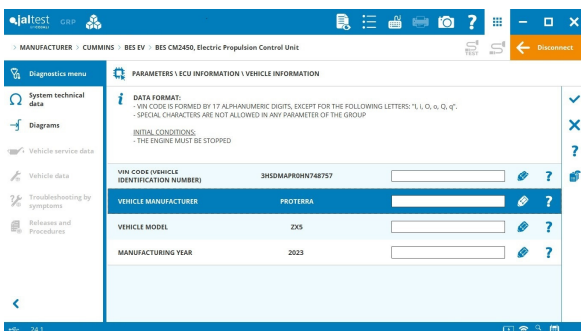 jaltest GRP
by COJALI
> MANUFACTURER > CUMMINS > BES EV > BES CM2450, Electric Propulsion Control Unit
TEST
Disconnect
Diagnostics menu
PARAMETERS \ ECU INFORMATION \ VEHICLE INFORMATION
System technical
data
Diagrams
Vehicle service data
Vehicle data
Troubleshooting by
symptoms
Releases and
Procedures
DATA FORMAT:
- VIN CODE IS FORMED BY 17 ALPHANUMERIC DIGITS, EXCEPT FOR THE FOLLOWING LETTERS: "I, i, O, o, Q, q".
- SPECIAL CHARACTERS ARE NOT ALLOWED IN ANY PARAMETER OF THE GROUP
INITIAL CONDITIONS:
- THE ENGINE MUST BE STOPPED
VIN CODE (VEHICLE
IDENTIFICATION NUMBER) 3HSDMAPR0HN748757
VEHICLE MANUFACTURER PROTERRA
VEHICLE MODEL ZX5
MANUFACTURING YEAR 2023
24.1